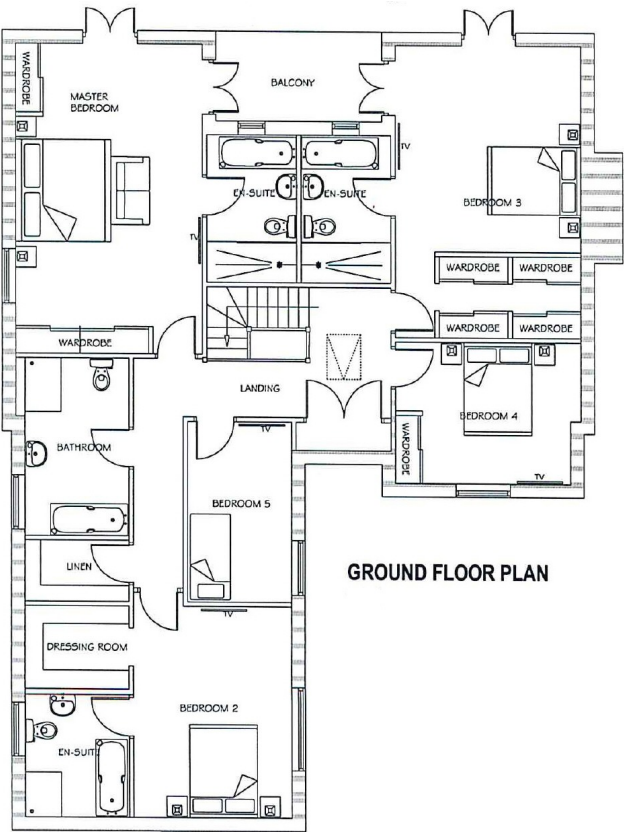 WARDROBE
MASTER
BEDROOM
BALCONY
TV
EN-SUITE
EN-SUITE
BEDROOM 3
TV
WARDROBE
WARDROBE
WARDROBE
WARDROBE
WARDROBE
LANDING
BEDROOM 4
TV
WARDROBE
BATHROOM
BEDROOM 5
TV
TV
LINEN
GROUND FLOOR PLAN
DRESSING ROOM
BEDROOM 2
EN-SUIT